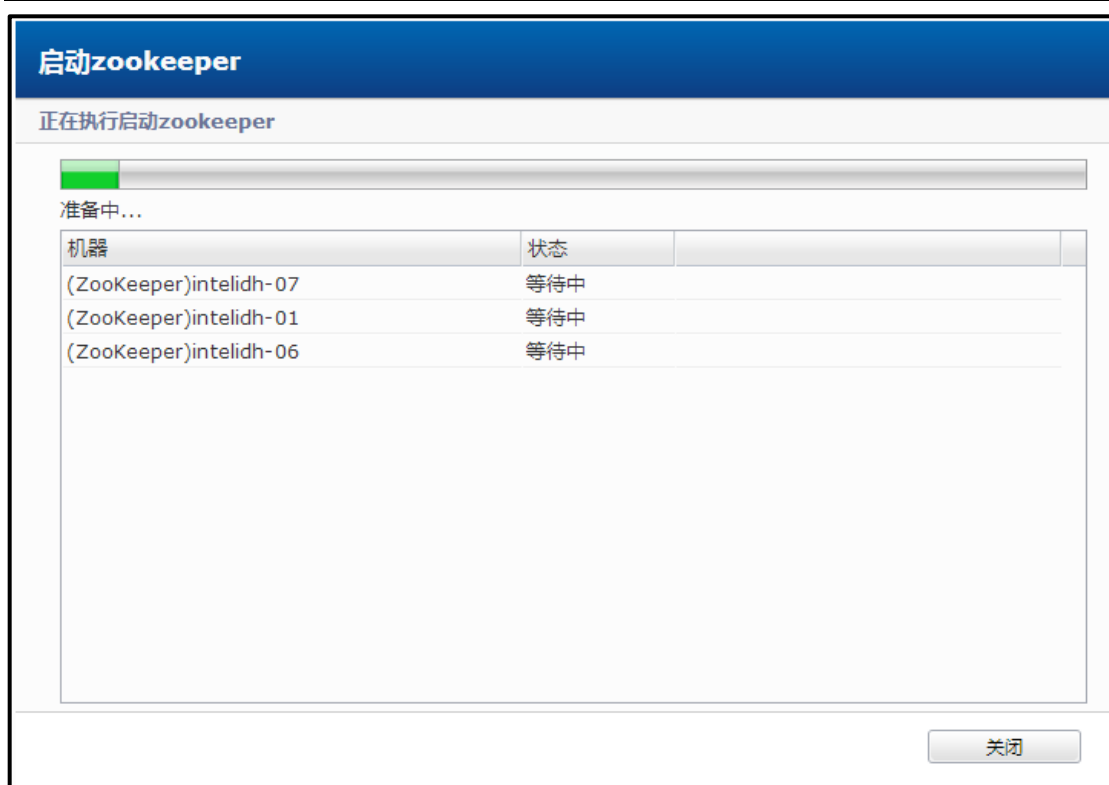 启动zookeeper
正在执行启动zookeeper
准备中...
机器 状态
(ZooKeeper)intelidh-07 等待中
(ZooKeeper)intelidh-01 等待中
(ZooKeeper)intelidh-06 等待中
关闭